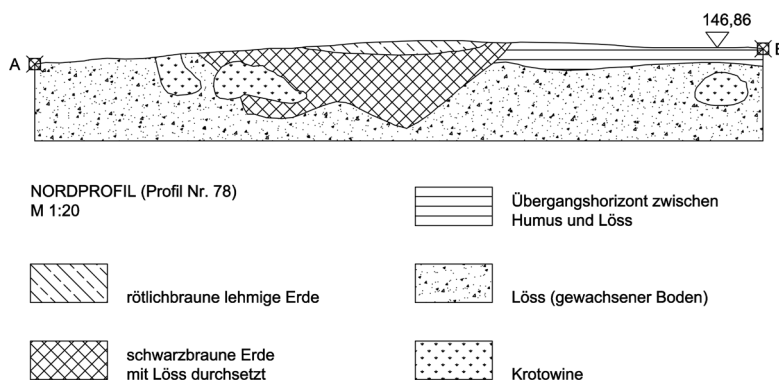 146,86
A
B
NORDPROFIL (Profil Nr. 78)
M 1:20
Übergangshorizont zwischen
Humus und Löss
rötlichbraune lehmige Erde
Löss (gewachsener Boden)
schwarzbraune Erde
mit Löss durchsetzt
Krotowine